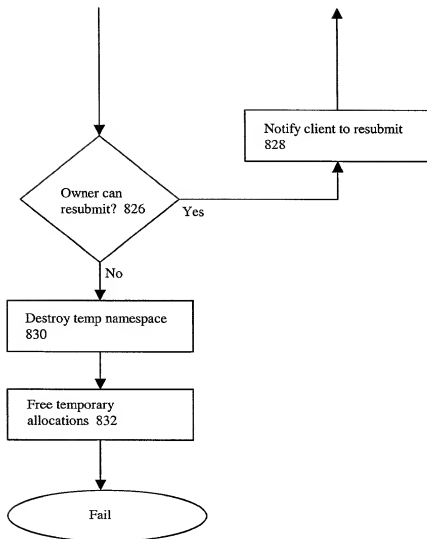 Notify client to resubmit
828
Owner can
resubmit? 826
Yes
No
Destroy temp namespace
830
Free temporary
allocations 832
Fail